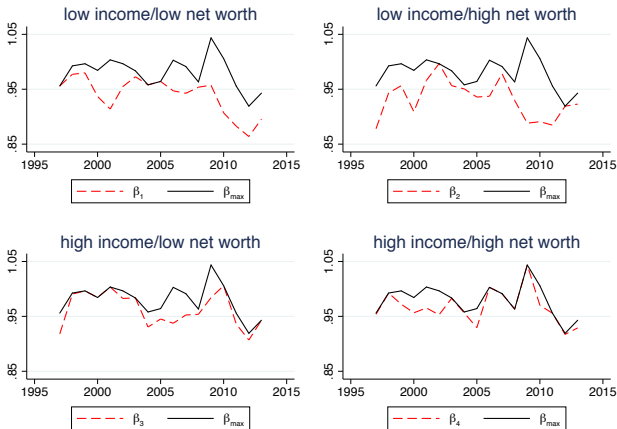 low income/low net worth
1.05
.95
.85
1995 2000 2005 2010 2015
β1 βmax
low income/high net worth
1.05
.95
.85
1995 2000 2005 2010 2015
β2 βmax
high income/low net worth
1.05
.95
.85
1995 2000 2005 2010 2015
β3 βmax
high income/high net worth
1.05
.95
.85
1995 2000 2005 2010 2015
β4 βmax